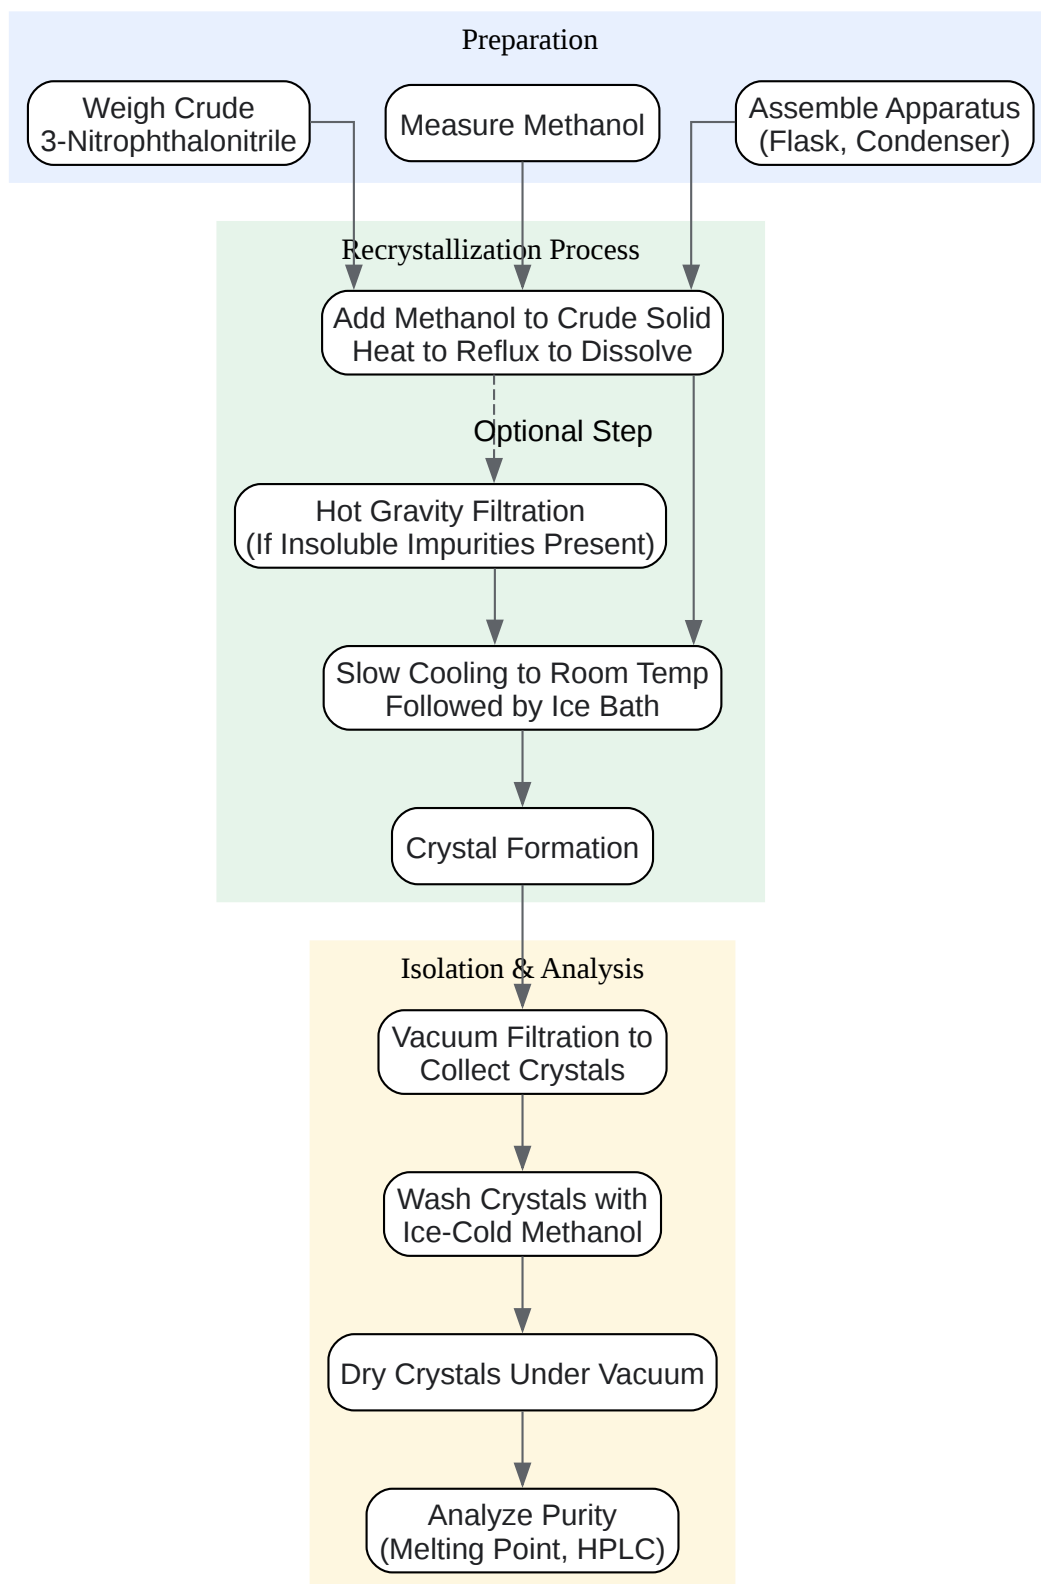 Preparation
Weigh Crude
3-Nitrophthalonitrile
Measure Methanol
Assemble Apparatus
(Flask, Condenser)
Recrystallization Process
Add Methanol to Crude Solid
Heat to Reflux to Dissolve
Optional Step
Hot Gravity Filtration
(If Insoluble Impurities Present)
Slow Cooling to Room Temp
Followed by Ice Bath
Crystal Formation
Isolation & Analysis
Vacuum Filtration to
Collect Crystals
Wash Crystals with
Ice-Cold Methanol
Dry Crystals Under Vacuum
Analyze Purity
(Melting Point, HPLC)